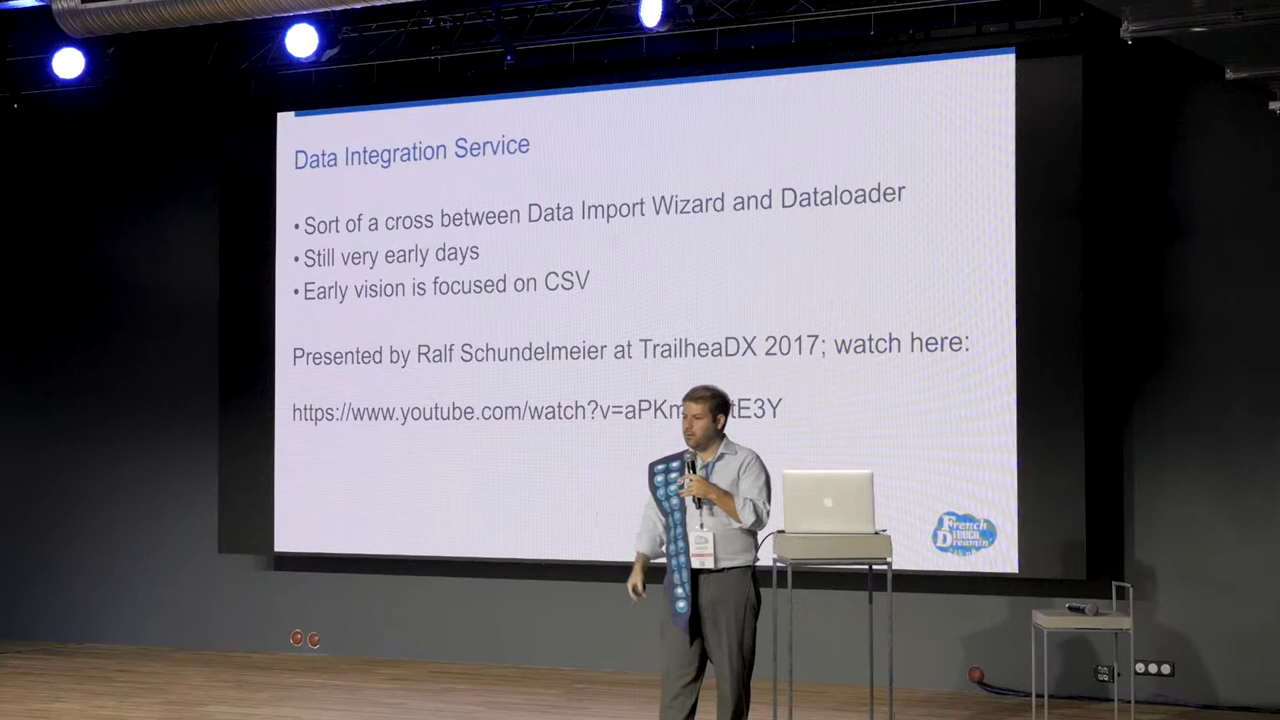 Data Integration Service
• Sort of a cross between Data Import Wizard and Dataloader
• Still very early days
• Early vision is focused on CSV
Presented by Ralf Schundelmeier at TrailheaDX 2017; watch here:
https://www.youtube.com/watch?v=aPKm tE3Y
French
TOUCH
Dreamin